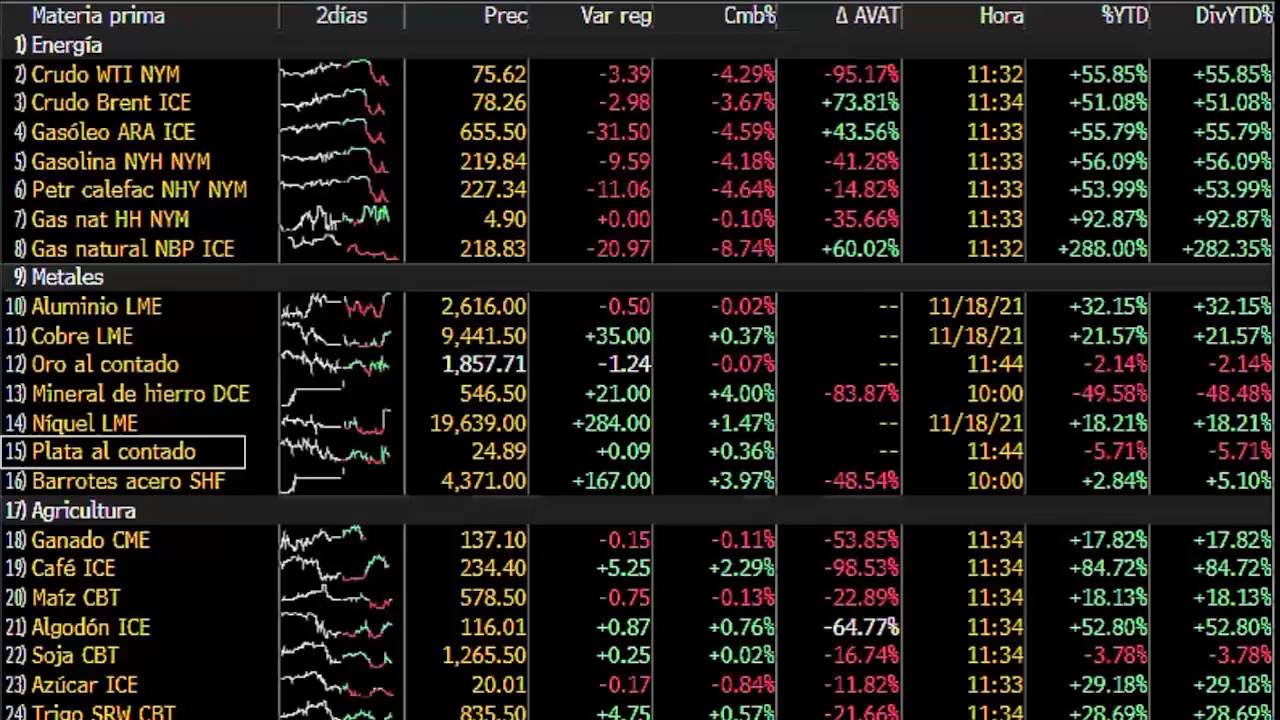 Materia prima 2días Prec Var reg Cmb% Δ AVAT Hora %YTD DivYTD%
1) Energía
2) Crudo WTI NYM 75.62 -3.39 -4.29% -95.17% 11:32 +55.85% +55.85%
3) Crudo Brent ICE 78.26 -2.98 -3.67% +73.81% 11:34 +51.08% +51.08%
4) Gasóleo ARA ICE 655.50 -31.50 -4.59% +43.56% 11:33 +55.79% +55.79%
5) Gasolina NYH NYM 219.84 -9.59 -4.18% -41.28% 11:33 +56.09% +56.09%
6) Petr calefac NHY NYM 227.34 -11.06 -4.64% -14.82% 11:33 +53.99% +53.99%
7) Gas nat HH NYM 4.90 +0.00 -0.10% -35.66% 11:33 +92.87% +92.87%
8) Gas natural NBP ICE 218.83 -20.97 -8.74% +60.02% 11:32 +288.00% +282.35%
9) Metales
10) Aluminio LME 2,616.00 -0.50 -0.02% -- 11/18/21 +32.15% +32.15%
11) Cobre LME 9,441.50 +35.00 +0.37% -- 11/18/21 +21.57% +21.57%
12) Oro al contado 1,857.71 -1.24 -0.07% -- 11:44 -2.14% -2.14%
13) Mineral de hierro DCE 546.50 +21.00 +4.00% -83.87% 10:00 -49.58% -48.48%
14) Níquel LME 19,639.00 +284.00 +1.47% -- 11/18/21 +18.21% +18.21%
15) Plata al contado 24.89 +0.09 +0.36% -- 11:44 -5.71% -5.71%
16) Barrotes acero SHF 4,371.00 +167.00 +3.97% -48.54% 10:00 +2.84% +5.10%
17) Agricultura
18) Ganado CME 137.10 -0.15 -0.11% -53.85% 11:34 +17.82% +17.82%
19) Café ICE 234.40 +5.25 +2.29% -98.53% 11:34 +84.72% +84.72%
20) Maíz CBT 578.50 -0.75 -0.13% -22.89% 11:34 +18.13% +18.13%
21) Algodón ICE 116.01 +0.87 +0.76% -64.77% 11:34 +52.80% +52.80%
22) Soja CBT 1,265.50 +0.25 +0.02% -16.74% 11:34 -3.78% -3.78%
23) Azúcar ICE 20.01 -0.17 -0.84% -11.82% 11:33 +29.18% +29.18%
24) Trigo SRW CBT 835.50 +4.75 +0.57% -21.66% 11:34 +28.69% +28.69%